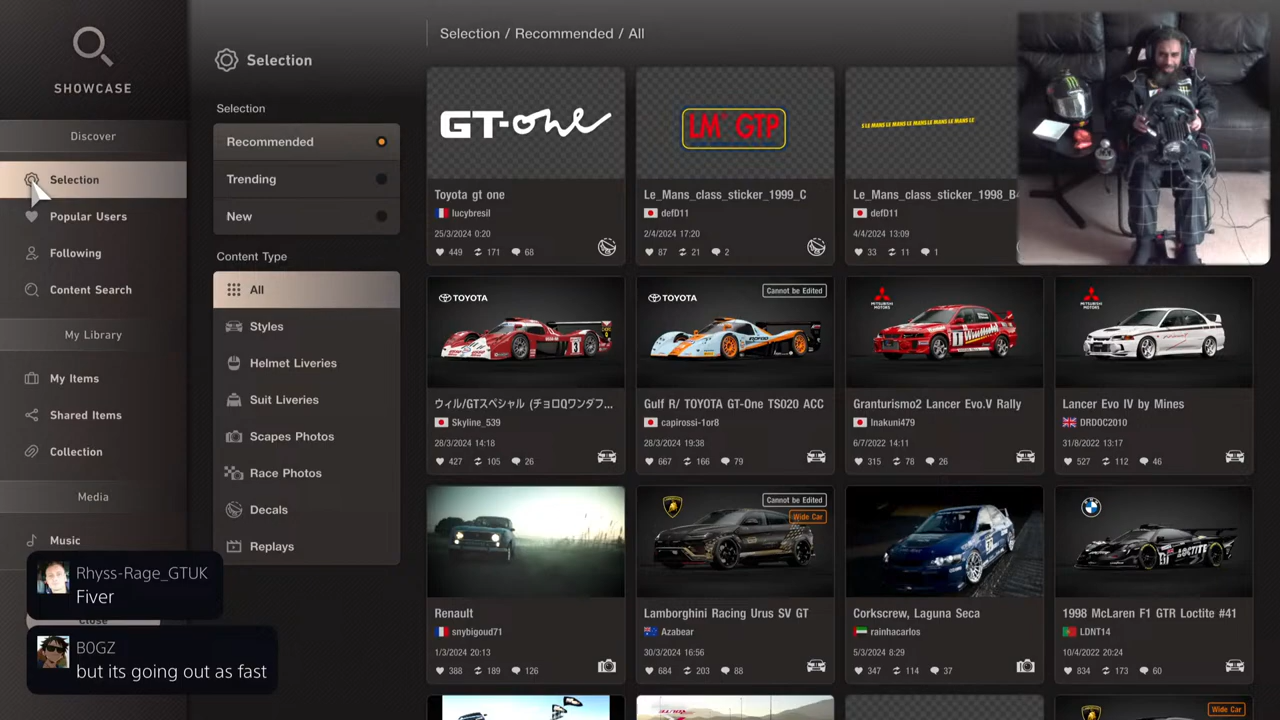 SHOWCASE
Discover
Selection
Popular Users
Following
Content Search
My Library
My Items
Shared Items
Collection
Media
Music
Rhyss-Rage_GTUK
Fiver
Close
B0GZ
but its going out as fast
Selection
Selection
Recommended
Trending
New
Content Type
All
Styles
Helmet Liveries
Suit Liveries
Scapes Photos
Race Photos
Decals
Replays
Selection / Recommended / All
GT-one
Toyota gt one
lucybresil
25/3/2024 0:20
449 171 68
LM GTP
Le_Mans_class_sticker_1999_C
defD11
2/4/2024 17:20
87 21 2
Le_Mans_class_sticker_1998_B
defD11
4/4/2024 13:09
33 11 1
TOYOTA
ウィル/GTスペシャル (チョロQワンダフ...
Skyline_539
28/3/2024 14:18
427 105 26
TOYOTA
Cannot be Edited
Gulf R/ TOYOTA GT-One TS020 ACC
capirossi-1or8
28/3/2024 19:38
667 166 79
MITSUBISHI
MOTORS
Granturismo2 Lancer Evo.V Rally
Inakuni479
6/7/2022 14:11
315 78 26
MITSUBISHI
MOTORS
Lancer Evo IV by Mines
DRDOC2010
31/8/2022 13:17
527 112 46
Renault
snybigoud71
1/3/2024 20:13
388 189 126
Cannot be Edited
Wide Car
Lamborghini Racing Urus SV GT
Azabear
30/3/2024 16:56
684 203 88
Corkscrew, Laguna Seca
rainhacarlos
5/3/2024 8:29
347 114 37
LOCTITE
1998 McLaren F1 GTR Loctite #41
LDNT14
10/4/2022 20:24
834 173 60
Wide Car